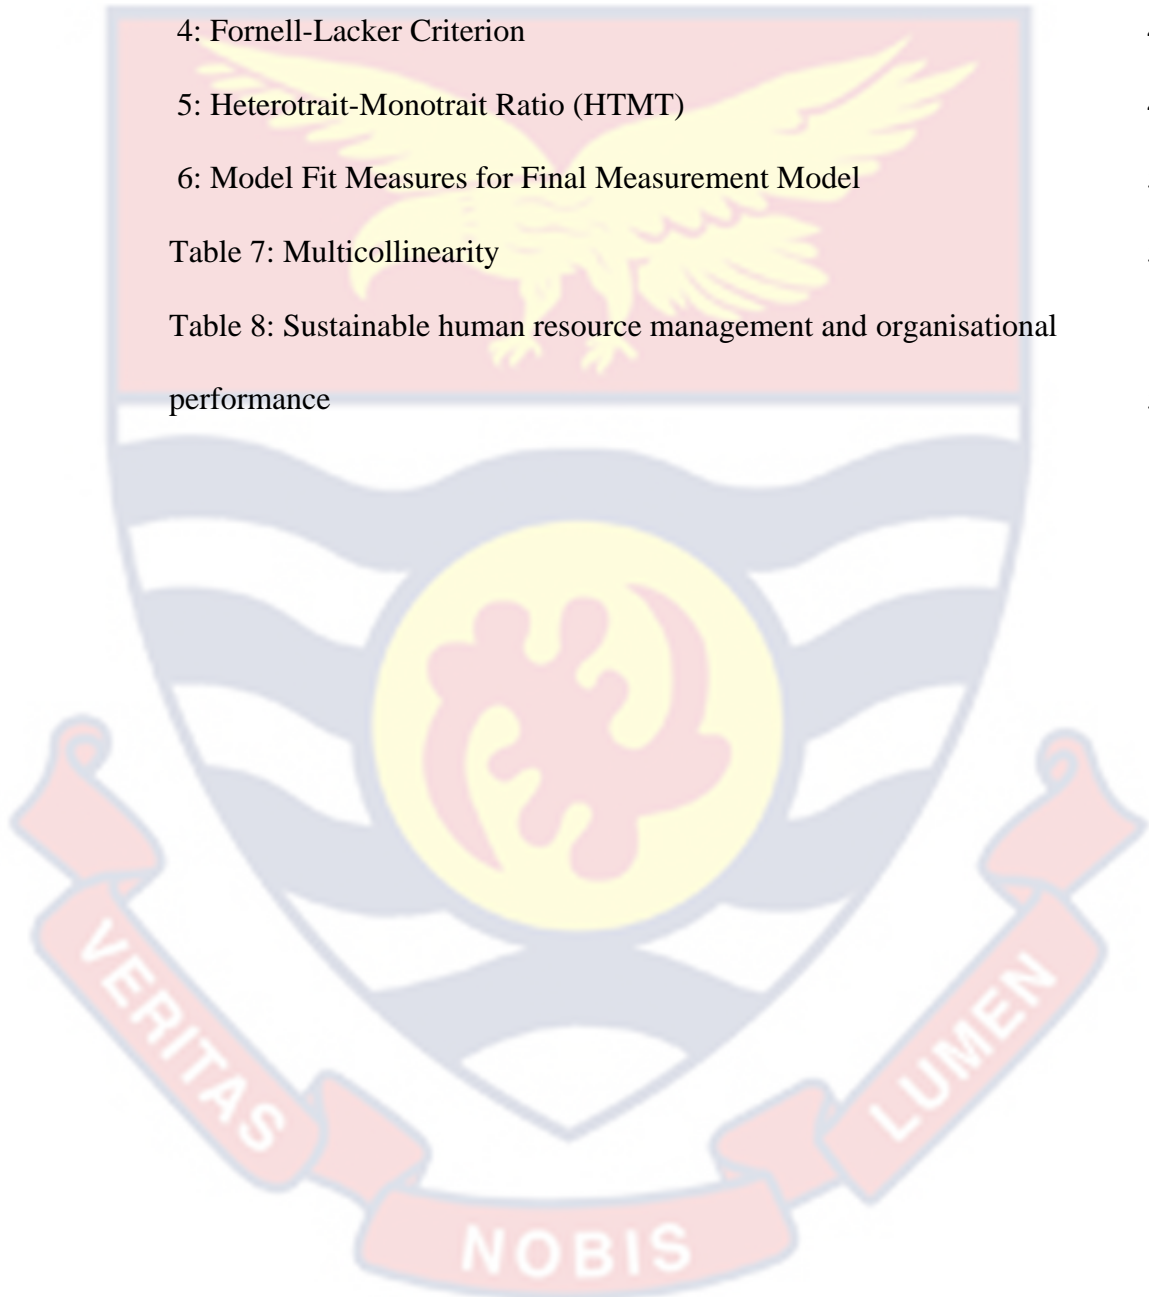 4: Fornell-Lacker Criterion
5: Heterotrait-Monotrait Ratio (HTMT)
6: Model Fit Measures for Final Measurement Model
Table 7: Multicollinearity
Table 8: Sustainable human resource management and organisational
performance
VERITAS
NOBIS
LUMEN